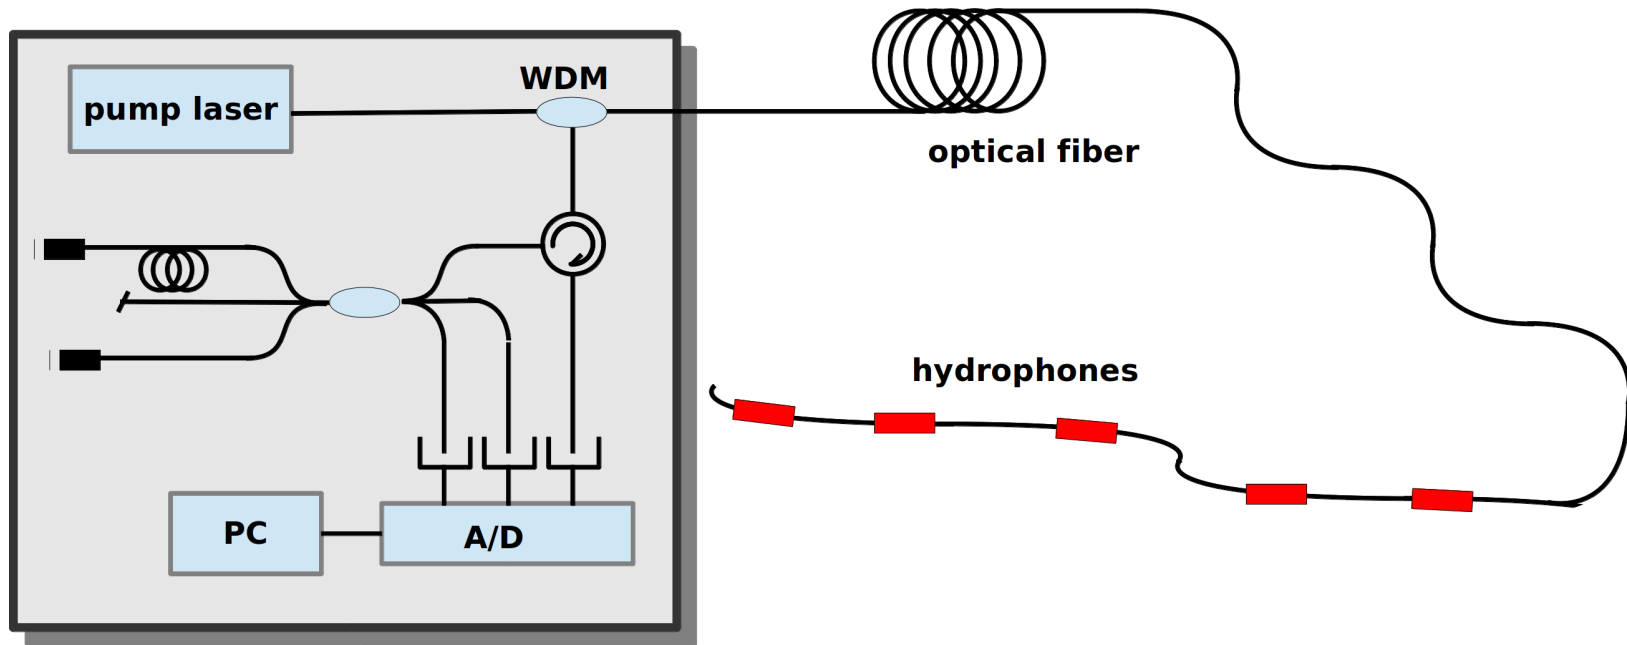 WDM
pump laser
optical fiber
hydrophones
PC
A/D